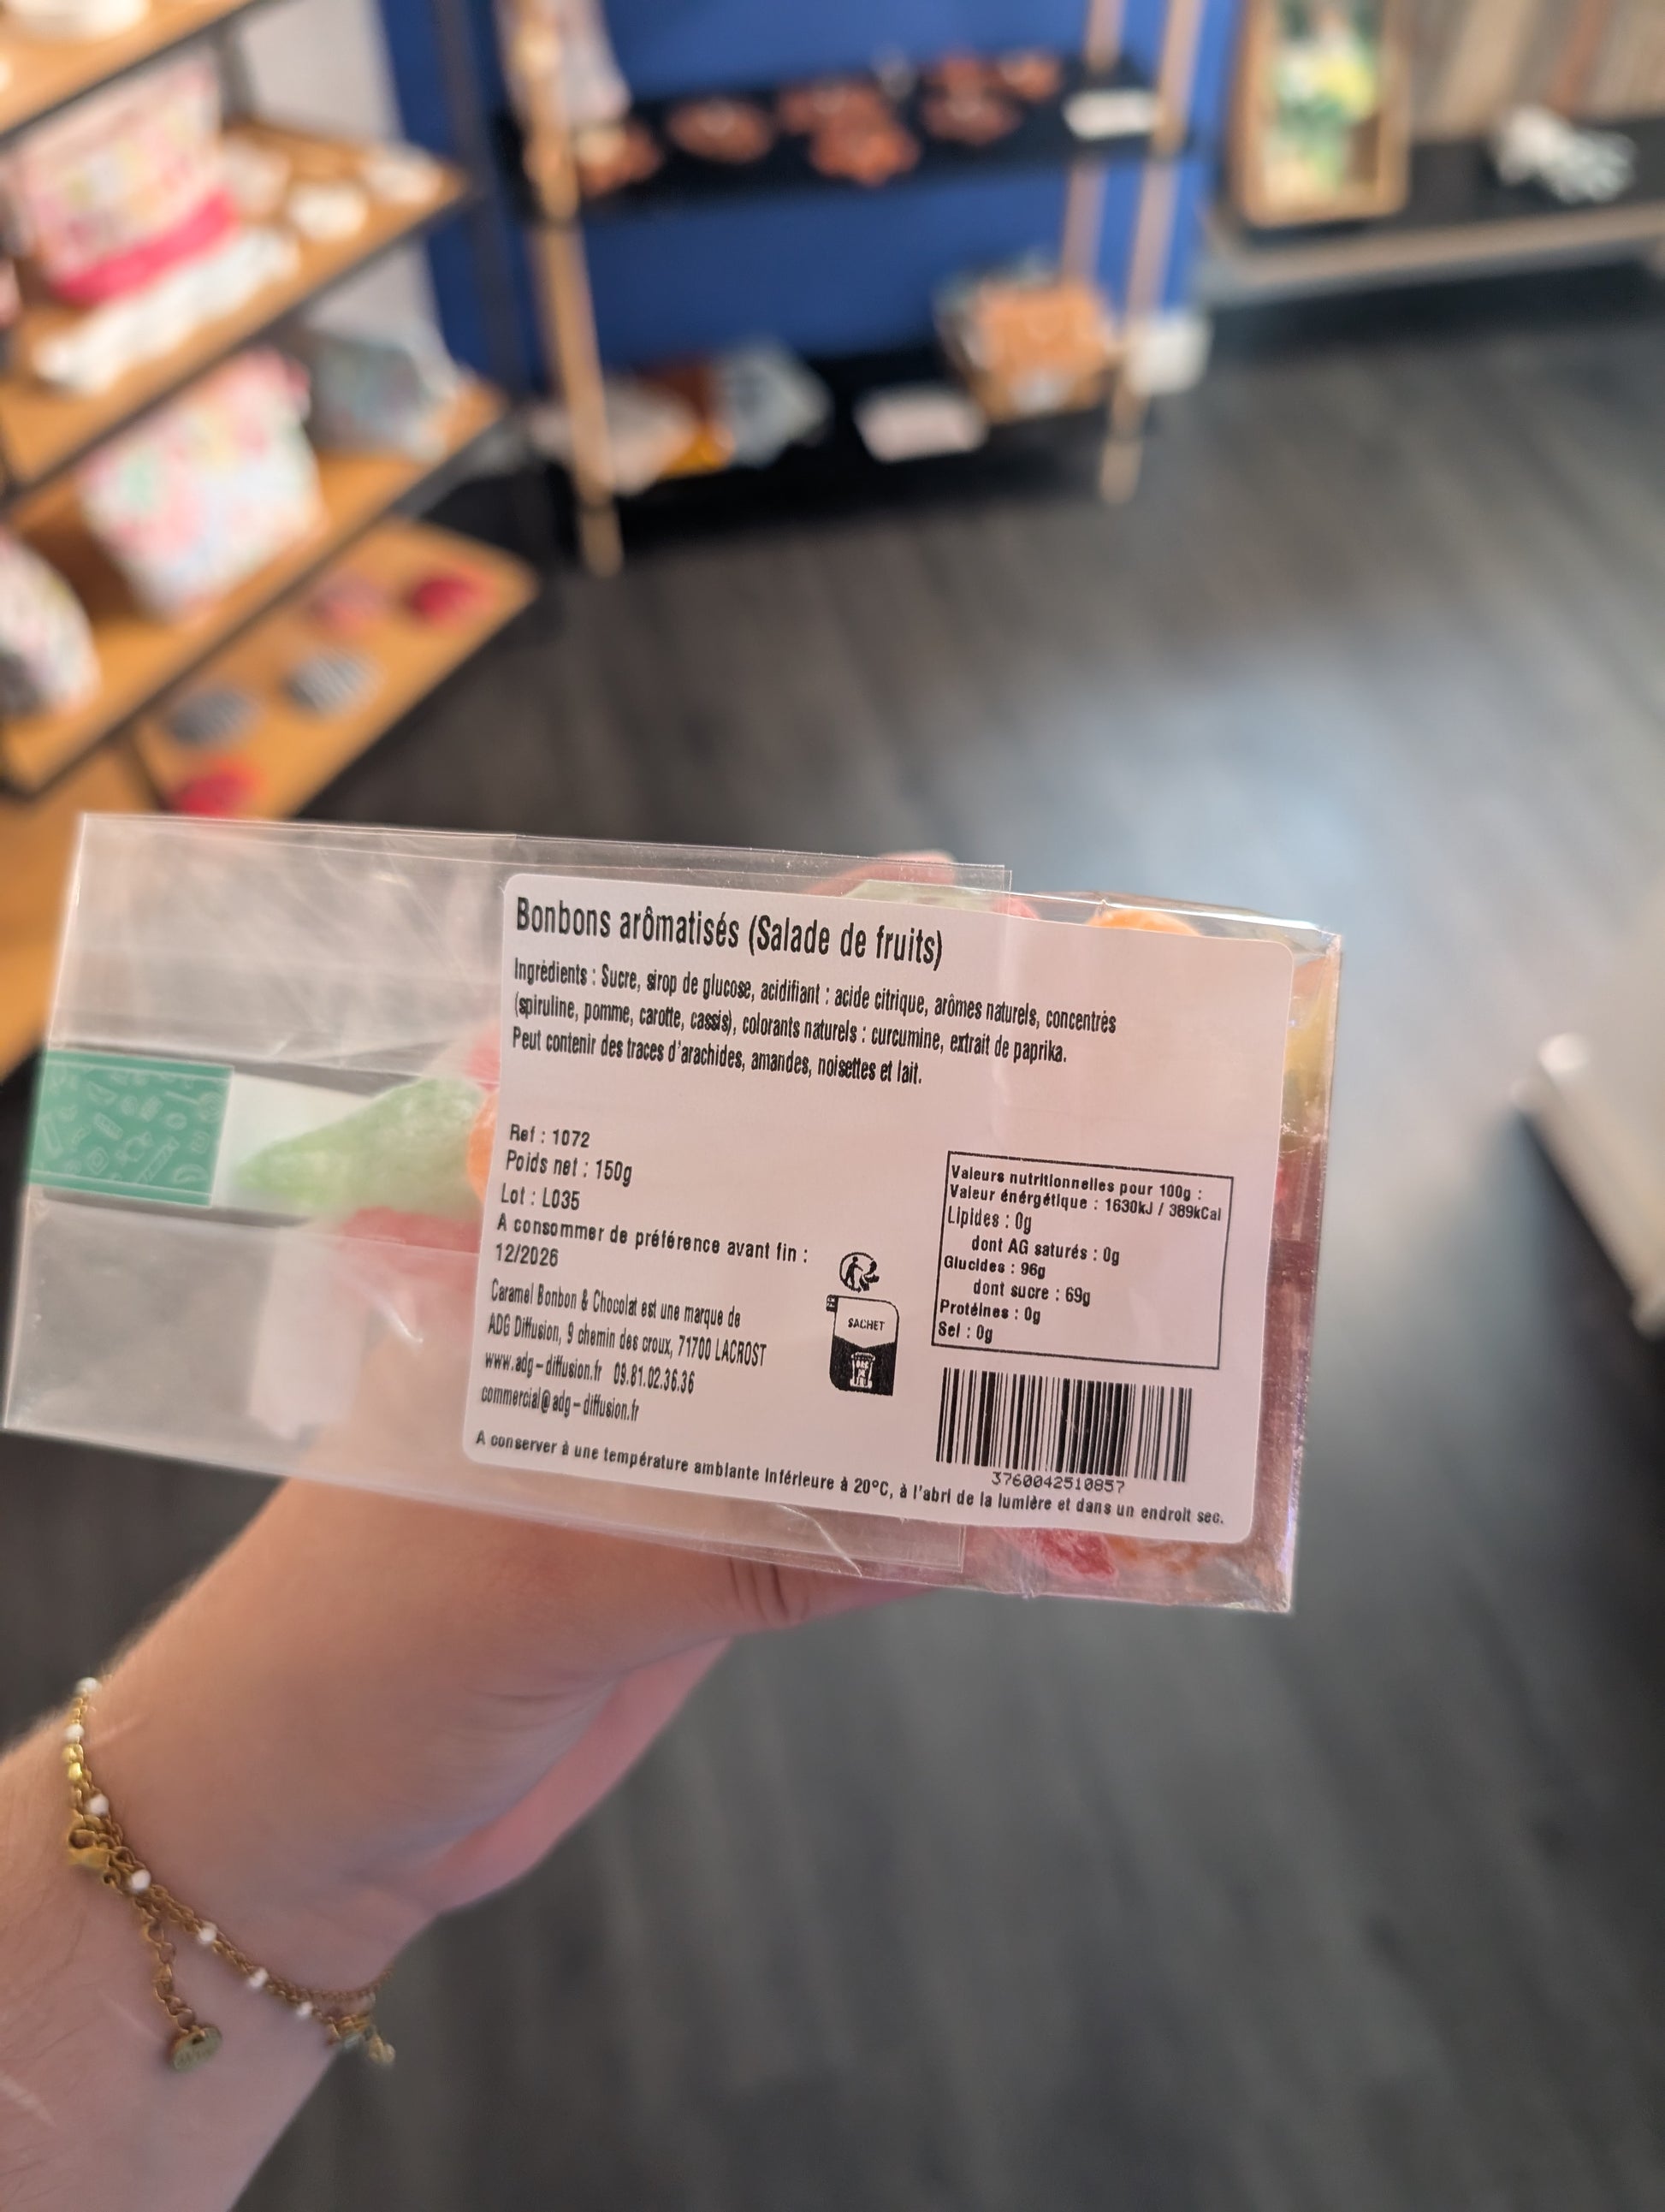 Bonbons arômatisés (Salade de fruits)
Ingrédients : Sucre, sirop de glucose, acidifiant : acide citrique, arômes naturels, concentrés
(spiruline, pomme, carotte, cassis), colorants naturels : curcumine, extrait de paprika.
Peut contenir des traces d'arachides, amandes, noisettes et lait.
Ref : 1072
Poids net : 150g
Lot : L035
A consommer de préférence avant fin :
12/2026
Caramel Bonbon & Chocolat est une marque de
ADG Diffusion, 9 chemin des croux, 71700 LACROST
www.adg-diffusion.fr 09.81.02.36.36
commercial@adg-diffusion.fr
FR
SACHET
Valeurs nutritionnelles pour 100g :
Valeur énérgétique : 1630kJ / 389kCal
Lipides : 0g
dont AG saturés : 0g
Glucides : 96g
dont sucre : 69g
Protéines : 0g
Sel : 0g
3760042510857
A conserver à une température ambiante inférieure à 20°C, à l'abri de la lumière et dans un endroit sec.